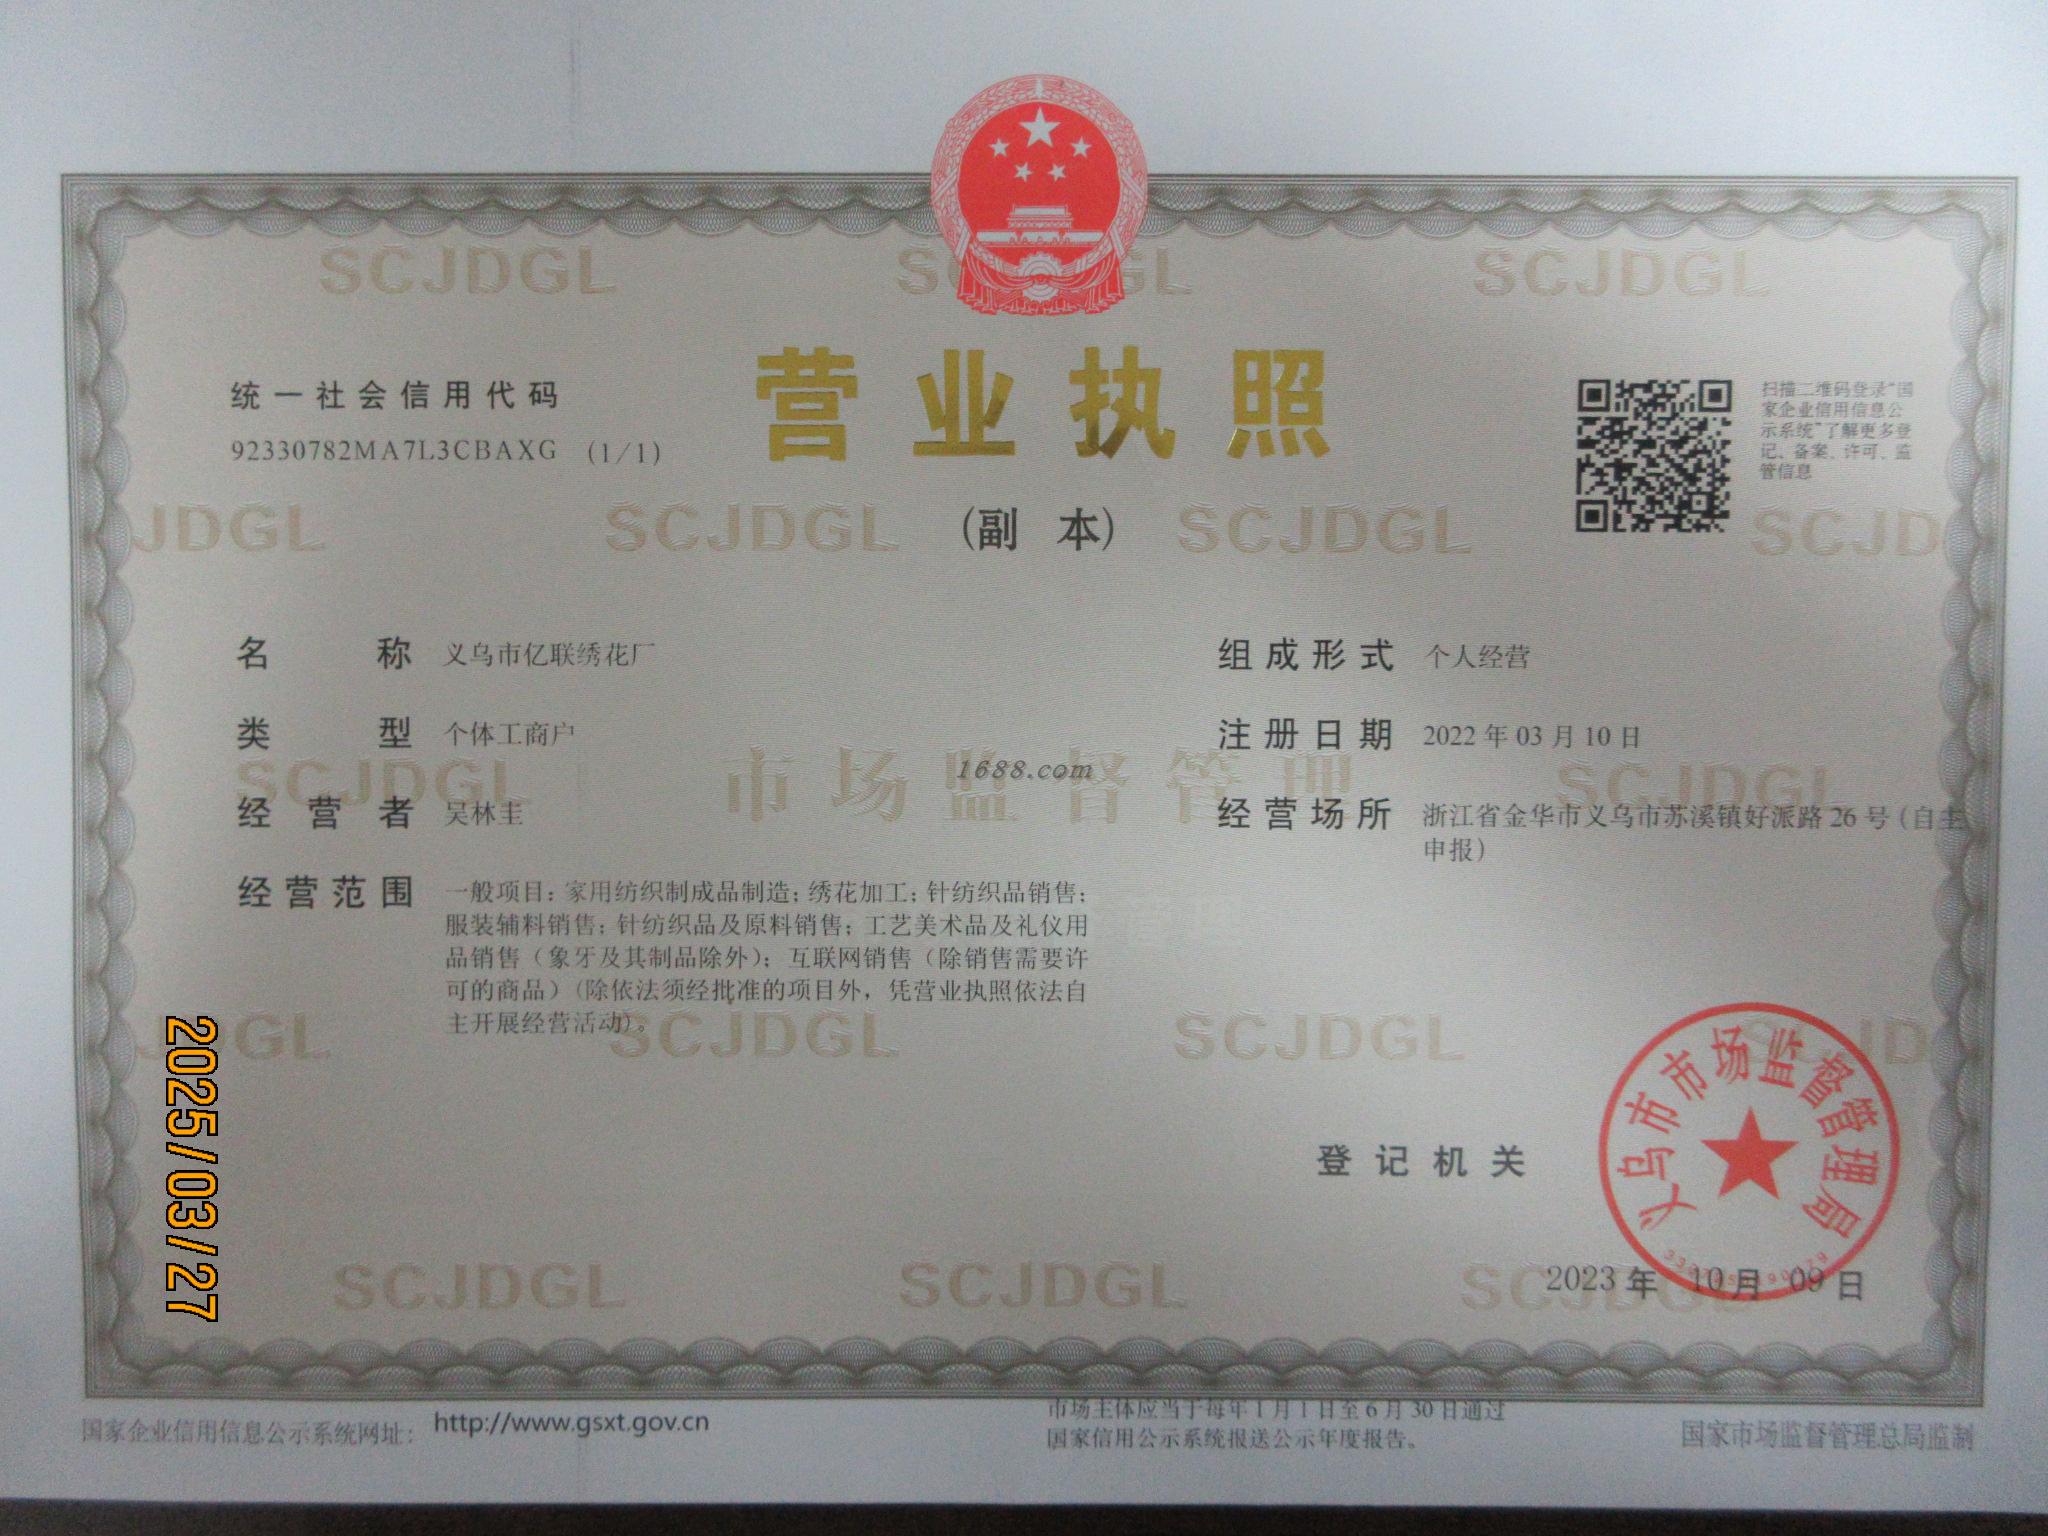 SCJDGL
SCJDGL
营业执照
统一社会信用代码
92330782MA7L3CBAXG (1/1)
扫描二维码登录“国
家企业信用信息公
示系统”了解更多登
记、备案、许可、监
管信息
JDGL
SCJDGL
(副 本)
SCJDGL
SCJD
名 称 义乌市亿联绣花厂
组成形式 个人经营
类 型 个体工商户
注册日期 2022年03月10日
SCJDGL
市场监督管理
1688.com
SCJDGL
经营者 吴林圭
经营场所 浙江省金华市义乌市苏溪镇好派路26号（自主
申报）
经营范围 一般项目：家用纺织制成品制造；绣花加工；针纺织品销售；
服装辅料销售；针纺织品及原料销售；工艺美术品及礼仪用
品销售（象牙及其制品除外）；互联网销售（除销售需要许
可的商品）(除依法须经批准的项目外，凭营业执照依法自
主开展经营活动)。
JDGL
SCJDGL
SCJDGL
义乌市市场监督管理局
登记机关
2023年 10月 09日
SCJDGL
SCJDGL
2025/03/27
国家企业信用信息公示系统网址： http://www.gsxt.gov.cn
市场主体应当于每年1月1日至6月30日通过
国家信用公示系统报送公示年度报告。
国家市场监督管理总局监制